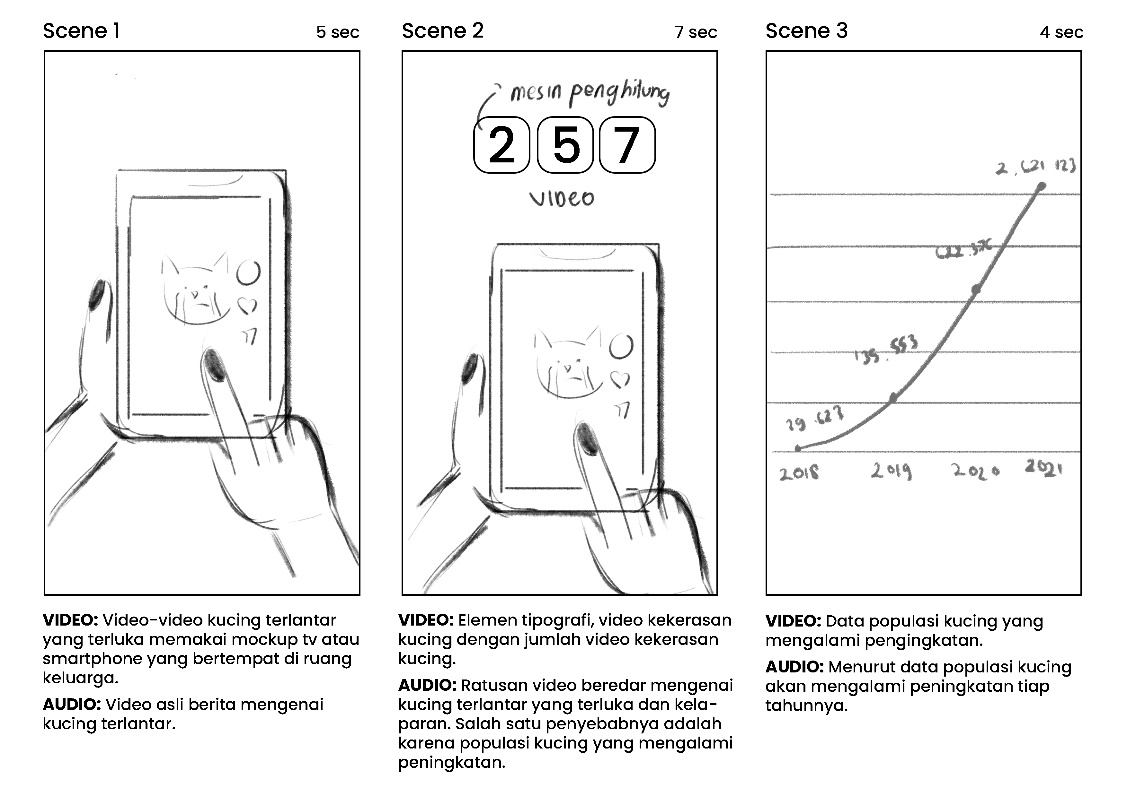 Scene 1
5 sec
VIDEO: Video-video kucing terlantar
yang terluka memakai mockup tv atau
smartphone yang bertempat di ruang
keluarga.
AUDIO: Video asli berita mengenai
kucing terlantar.
Scene 2
7 sec
mesin penghitung
2 5 7
VIDEO
VIDEO: Elemen tipografi, video kekerasan
kucing dengan jumlah video kekerasan
kucing.
AUDIO: Ratusan video beredar mengenai
kucing terlantar yang terluka dan kela-
paran. Salah satu penyebabnya adalah
karena populasi kucing yang mengalami
peningkatan.
Scene 3
4 sec
2018 2019 2020 2021
VIDEO: Data populasi kucing yang
mengalami pengingkatan.
AUDIO: Menurut data populasi kucing
akan mengalami peningkatan tiap
tahunnya.